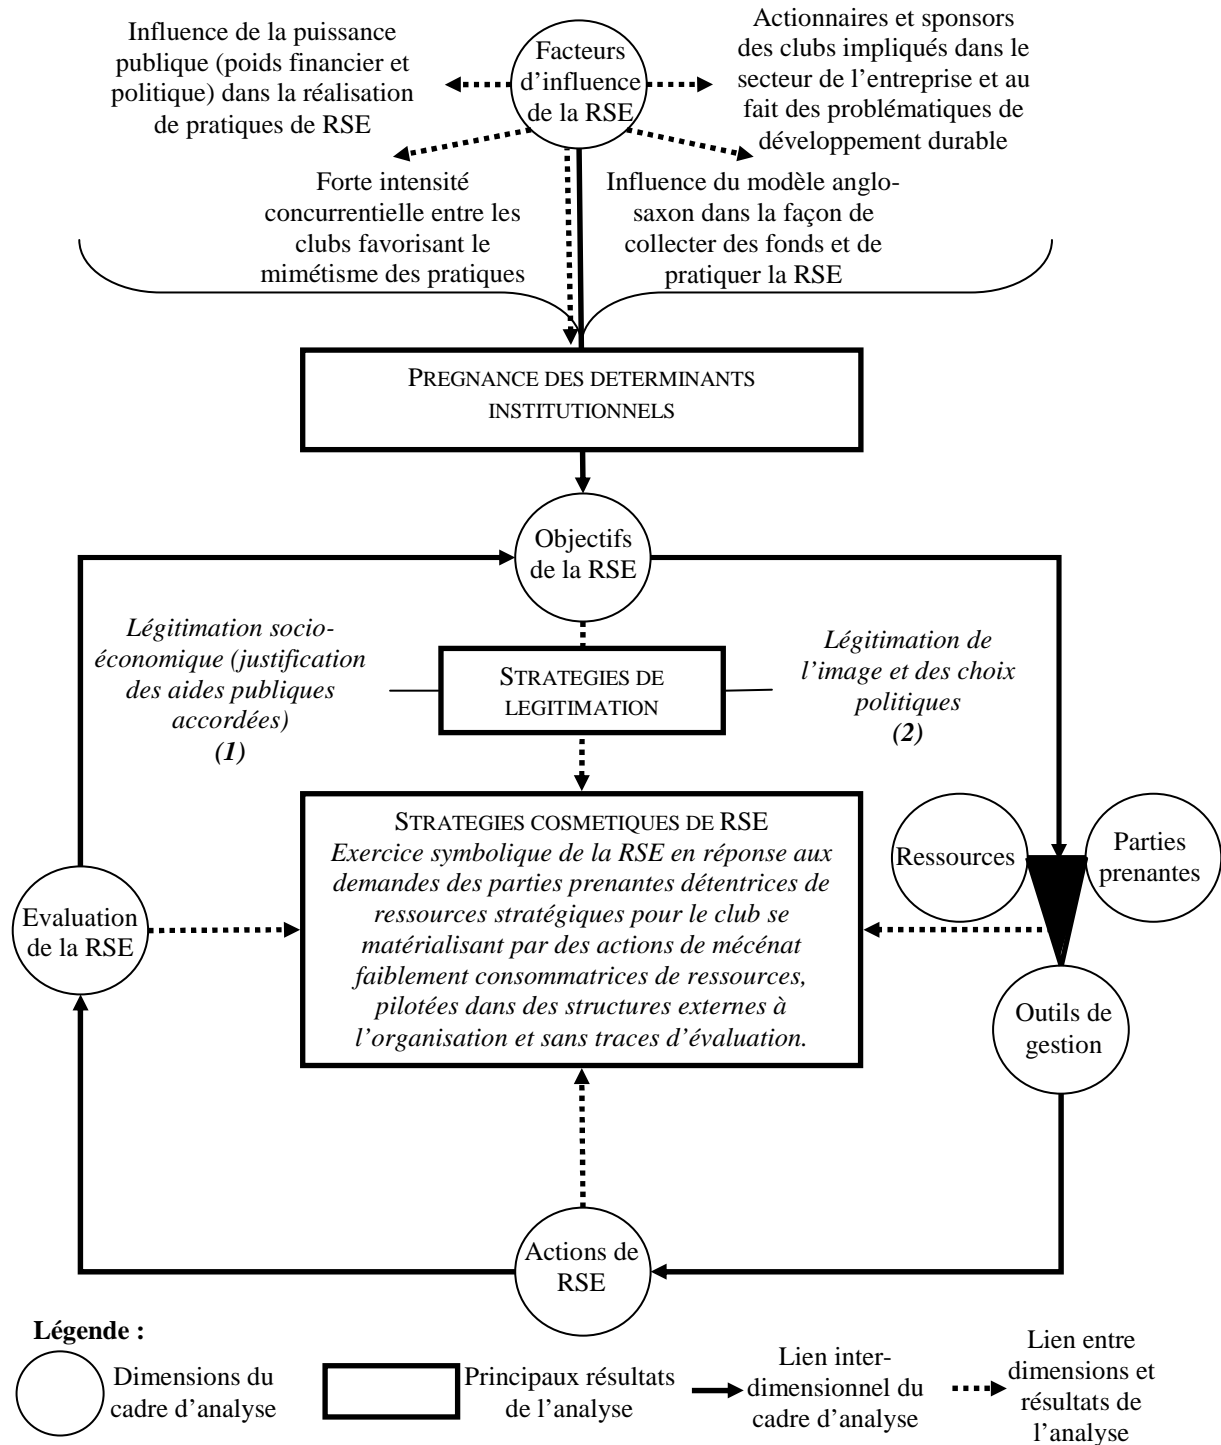 Influence de la puissance
publique (poids financier et
politique) dans la réalisation
de pratiques de RSE
Facteurs
d’influence
de la RSE
Actionnaires et sponsors
des clubs impliqués dans le
secteur de l’entreprise et au
fait des problématiques de
développement durable
Forte intensité
concurrentielle entre les
clubs favorisant le
mimétisme des pratiques
Influence du modèle anglo-
saxon dans la façon de
collecter des fonds et de
pratiquer la RSE
PREGNANCE DES DETERMINANTS
INSTITUTIONNELS
Objectifs
de la RSE
Légitimation socio-
économique (justification
des aides publiques
accordées)
(1)
STRATEGIES DE
LEGITIMATION
Légitimation de
l’image et des choix
politiques
(2)
STRATEGIES COSMETIQUES DE RSE
Exercice symbolique de la RSE en réponse aux
demandes des parties prenantes détentrices de
ressources stratégiques pour le club se
matérialisant par des actions de mécénat
faiblement consommatrices de ressources,
pilotées dans des structures externes à
l’organisation et sans traces d’évaluation.
Ressources
Parties
prenantes
Evaluation
de la RSE
Outils de
gestion
Actions de
RSE
Légende :
Dimensions du
cadre d’analyse
Principaux résultats
de l’analyse
Lien inter-
dimensionnel du
cadre d’analyse
Lien entre
dimensions et
résultats de
l’analyse